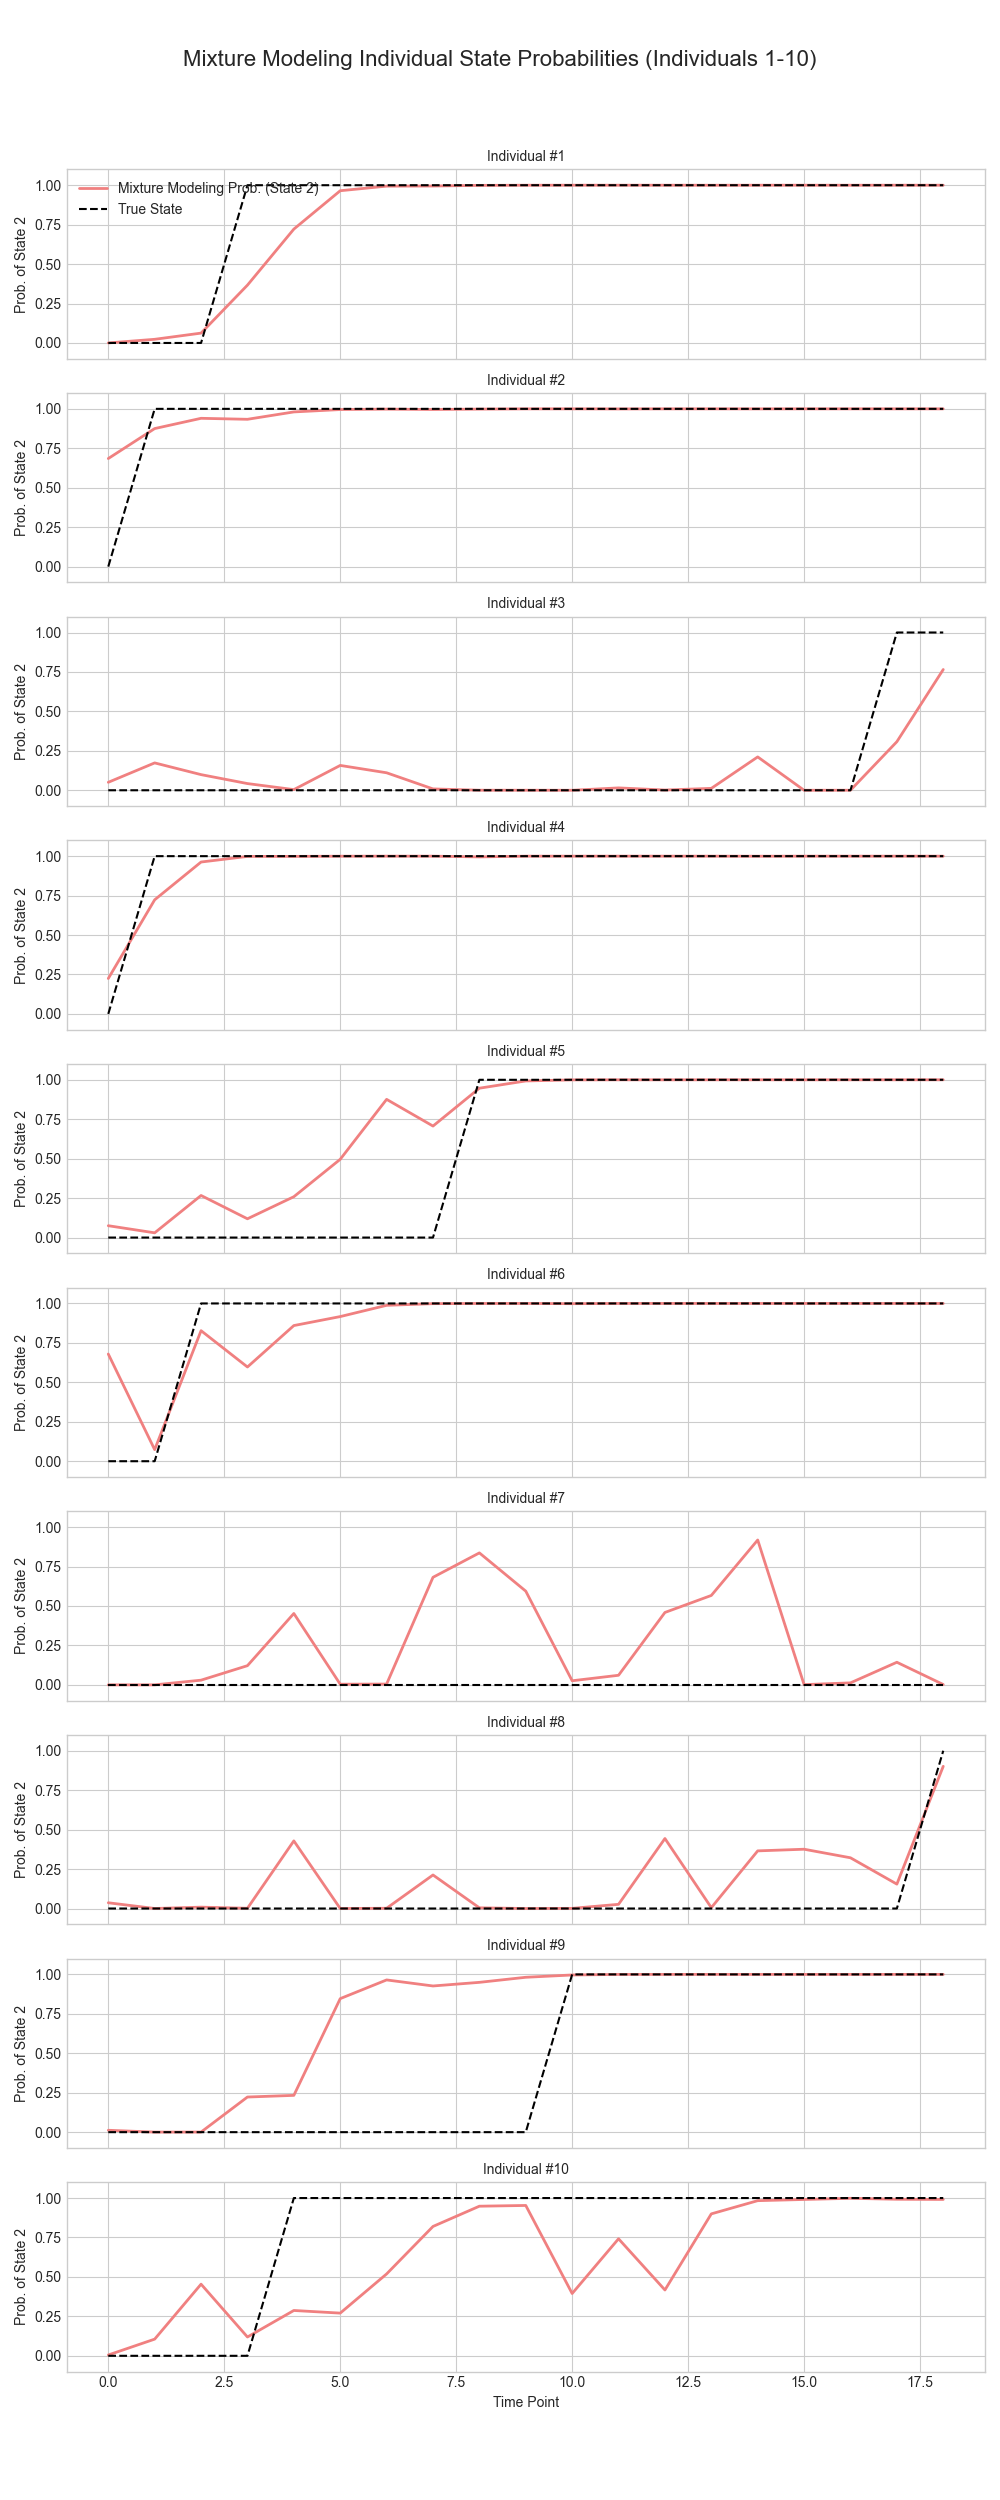 Mixture Modeling Individual State Probabilities (Individuals 1-10)
Individual #1
Mixture Modeling Prob. (State 2)
True State
Prob. of State 2
1.00
0.75
0.50
0.25
0.00
Individual #2
Prob. of State 2
1.00
0.75
0.50
0.25
0.00
Individual #3
Prob. of State 2
1.00
0.75
0.50
0.25
0.00
Individual #4
Prob. of State 2
1.00
0.75
0.50
0.25
0.00
Individual #5
Prob. of State 2
1.00
0.75
0.50
0.25
0.00
Individual #6
Prob. of State 2
1.00
0.75
0.50
0.25
0.00
Individual #7
Prob. of State 2
1.00
0.75
0.50
0.25
0.00
Individual #8
Prob. of State 2
1.00
0.75
0.50
0.25
0.00
Individual #9
Prob. of State 2
1.00
0.75
0.50
0.25
0.00
Individual #10
Prob. of State 2
1.00
0.75
0.50
0.25
0.00
0.0 2.5 5.0 7.5 10.0 12.5 15.0 17.5
Time Point